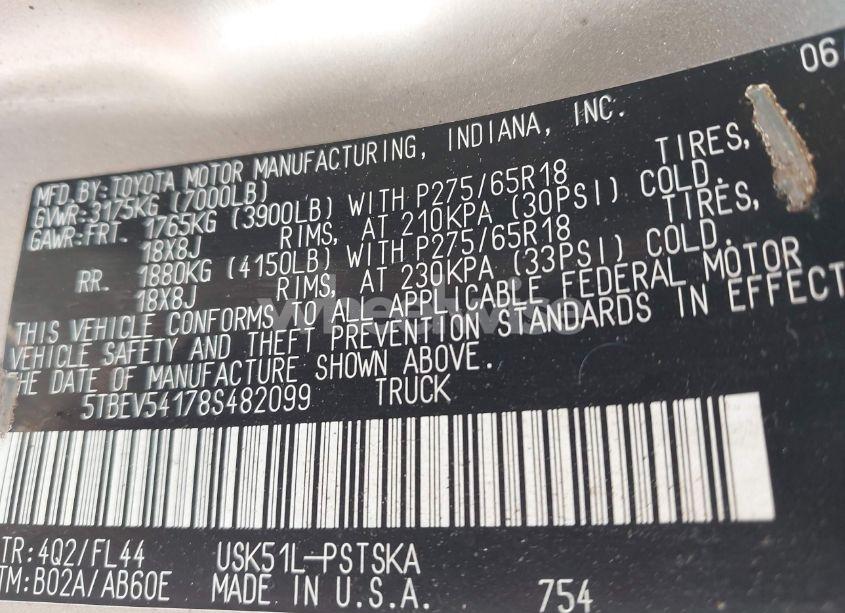 06/
MFD.BY:TOYOTA MOTOR MANUFACTURING, INDIANA, INC.
GVWR:3175KG (7000LB)
GAWR:FRT. 1765KG (3900LB) WITH P275/65R18 TIRES,
18X8J RIMS, AT 210KPA (30PSI) COLD.
RR. 1880KG (4150LB) WITH P275/65R18 TIRES,
18X8J RIMS, AT 230KPA (33PSI) COLD.
THIS VEHICLE CONFORMS TO ALL APPLICABLE FEDERAL MOTOR
VEHICLE SAFETY AND THEFT PREVENTION STANDARDS IN EFFECT
THE DATE OF MANUFACTURE SHOWN ABOVE.
5TBEV54178S482099 TRUCK
TR:4Q2/FL44 USK51L-PSTSKA
TM:B02A/AB60E MADE IN U.S.A. 754